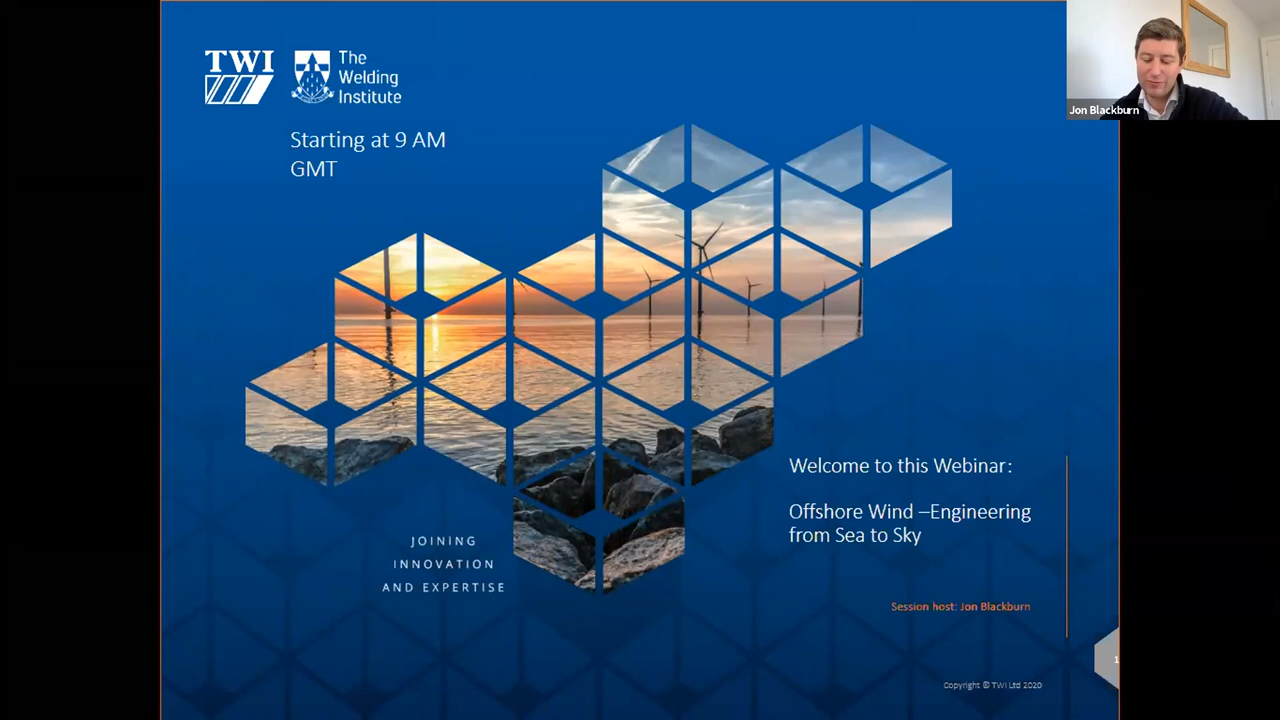 TWI
The
Welding
Institute
Starting at 9 AM
GMT
Jon Blackburn
Welcome to this Webinar:
Offshore Wind –Engineering
from Sea to Sky
JOINING
INNOVATION
AND EXPERTISE
Session host: Jon Blackburn
1
Copyright © TWI Ltd 2020